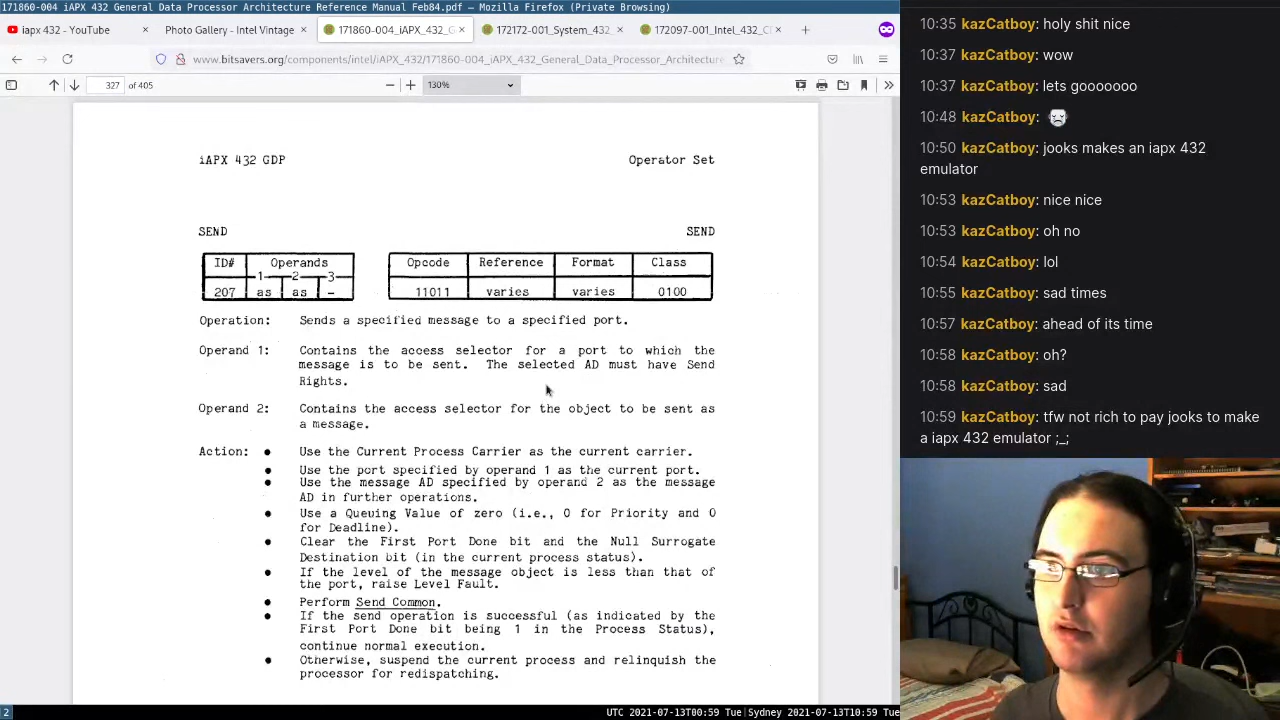 171860-004 iAPX 432 General Data Processor Architecture Reference Manual Feb84.pdf — Mozilla Firefox (Private Browsing)
iapx 432 - YouTube
Photo Gallery - Intel Vintage
171860-004_iAPX_432_G
172172-001_System_432
172097-001_Intel_432_C
www.bitsavers.org/components/intel/iAPX_432/171860-004_iAPX_432_General_Data_Processor_Architecture
327 of 405
130%
iAPX 432 GDP Operator Set
SEND SEND
ID# Operands Opcode Reference Format Class
1 2 3
207 as as - 11011 varies varies 0100
Operation: Sends a specified message to a specified port.
Operand 1: Contains the access selector for a port to which the
message is to be sent. The selected AD must have Send
Rights.
Operand 2: Contains the access selector for the object to be sent as
a message.
Action: ● Use the Current Process Carrier as the current carrier.
● Use the port specified by operand 1 as the current port.
● Use the message AD specified by operand 2 as the message
AD in further operations.
● Use a Queuing Value of zero (i.e., 0 for Priority and 0
for Deadline).
● Clear the First Port Done bit and the Null Surrogate
Destination bit (in the current process status).
● If the level of the message object is less than that of
the port, raise Level Fault.
● Perform Send Common.
● If the send operation is successful (as indicated by the
First Port Done bit being 1 in the Process Status),
continue normal execution.
● Otherwise, suspend the current process and relinquish the
processor for redispatching.
10:35 kazCatboy: holy shit nice
10:37 kazCatboy: wow
10:37 kazCatboy: lets gooooooo
10:48 kazCatboy:
10:50 kazCatboy: jooks makes an iapx 432
emulator
10:53 kazCatboy: nice nice
10:53 kazCatboy: oh no
10:54 kazCatboy: lol
10:55 kazCatboy: sad times
10:57 kazCatboy: ahead of its time
10:58 kazCatboy: oh?
10:58 kazCatboy: sad
10:59 kazCatboy: tfw not rich to pay jooks to make
a iapx 432 emulator ;_;
2
UTC 2021-07-13T00:59 Tue|Sydney 2021-07-13T10:59 Tue